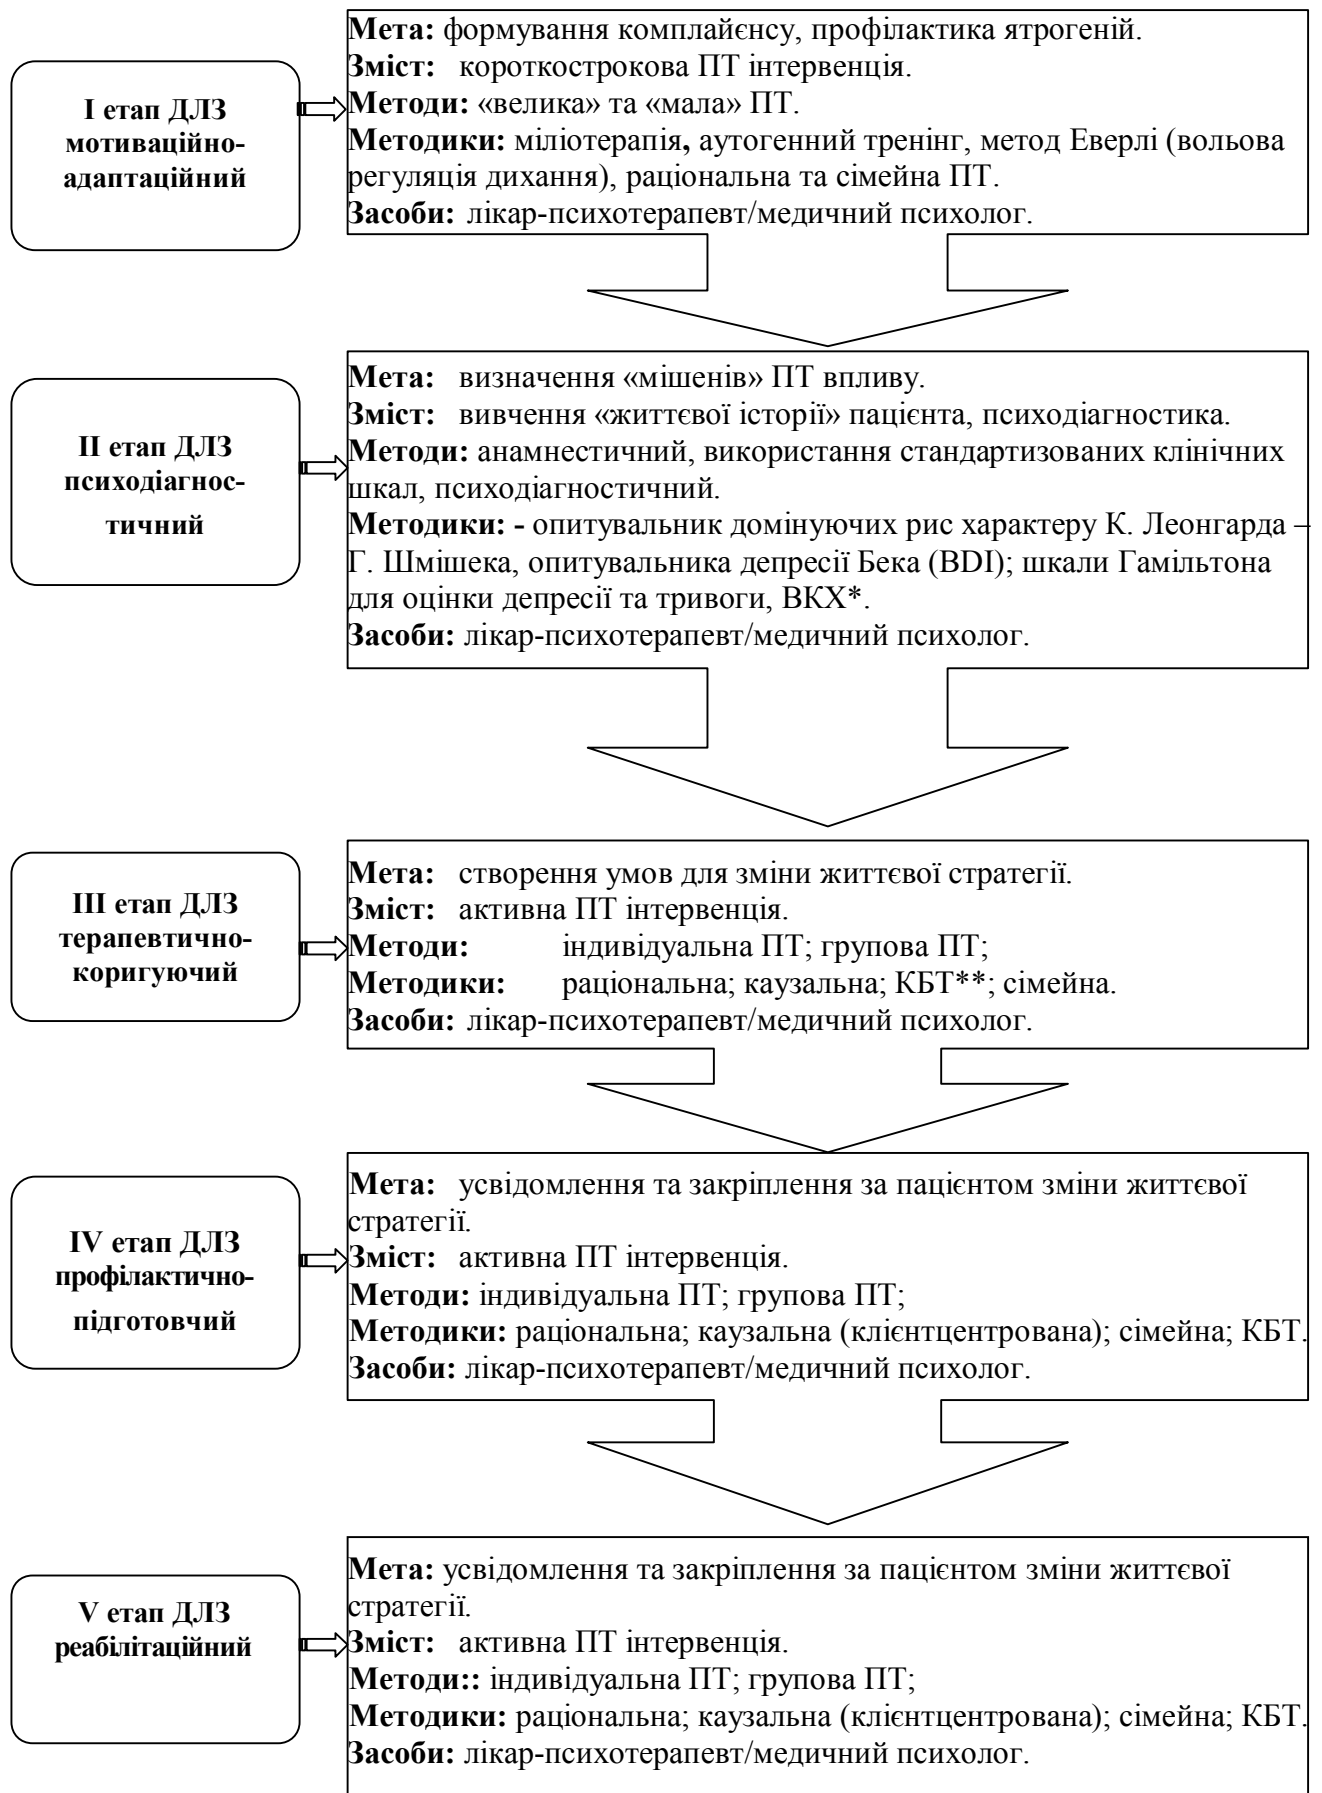 Мета: формування комплайєнсу, профілактика ятрогеній.
Зміст: короткострокова ПТ інтервенція.
Методи: «велика» та «мала» ПТ.
Методики: міліотерапія, аутогенний тренінг, метод Еверлі (вольова
регуляція дихання), раціональна та сімейна ПТ.
Засоби: лікар-психотерапевт/медичний психолог.
I етап ДЛЗ
мотиваційно-
адаптаційний
Мета: визначення «мішенів» ПТ впливу.
Зміст: вивчення «життєвої історії» пацієнта, психодіагностика.
Методи: анамнестичний, використання стандартизованих клінічних
шкал, психодіагностичний.
Методики: - опитувальник домінуючих рис характеру К. Леонгарда –
Г. Шмішека, опитувальника депресії Бека (BDI); шкали Гамільтона
для оцінки депресії та тривоги, ВКХ*.
Засоби: лікар-психотерапевт/медичний психолог.
II етап ДЛЗ
психодіагнос-
тичний
Мета: створення умов для зміни життєвої стратегії.
Зміст: активна ПТ інтервенція.
Методи: індивідуальна ПТ; групова ПТ;
Методики: раціональна; каузальна; КБТ**; сімейна.
Засоби: лікар-психотерапевт/медичний психолог.
III етап ДЛЗ
терапевтично-
коригуючий
Мета: усвідомлення та закріплення за пацієнтом зміни життєвої
стратегії.
Зміст: активна ПТ інтервенція.
Методи: індивідуальна ПТ; групова ПТ;
Методики: раціональна; каузальна (клієнтцентрована); сімейна; КБТ.
Засоби: лікар-психотерапевт/медичний психолог.
IV етап ДЛЗ
профілактично-
підготовчий
Мета: усвідомлення та закріплення за пацієнтом зміни життєвої
стратегії.
Зміст: активна ПТ інтервенція.
Методи:: індивідуальна ПТ; групова ПТ;
Методики: раціональна; каузальна (клієнтцентрована); сімейна; КБТ.
Засоби: лікар-психотерапевт/медичний психолог.
V етап ДЛЗ
реабілітаційний